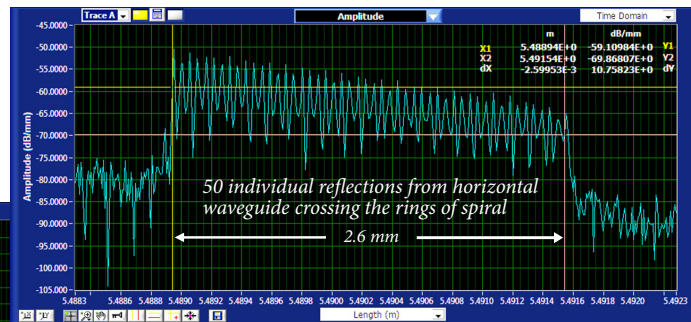 Trace A
Amplitude
Time Domain
m dB/mm
X1 5.48894E+0 -59.10984E+0 Y1
X2 5.49154E+0 -69.86807E+0 Y2
dX -2.59953E-3 10.75823E+0 dY
Amplitude (dB/mm)
-45.0000
-50.0000
-55.0000
-60.0000
-65.0000
-70.0000
-75.0000
-80.0000
-85.0000
-90.0000
-95.0000
-100.000
-105.000
50 individual reflections from horizontal
waveguide crossing the rings of spiral
2.6 mm
5.4883 5.4886 5.4888 5.4890 5.4892 5.4894 5.4896 5.4898 5.4900 5.4902 5.4904 5.4906 5.4908 5.4910 5.4912 5.4914 5.4916 5.4918 5.4920 5.4923
Length (m)